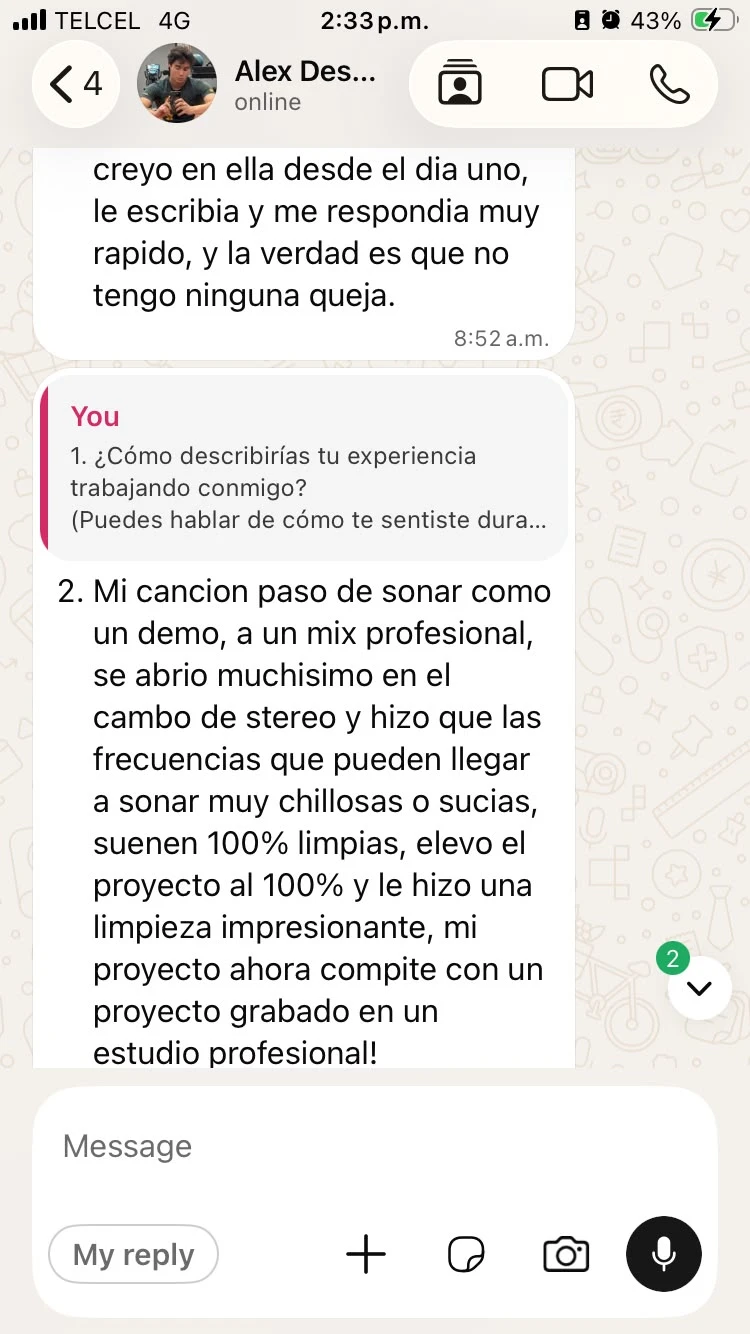 TELCEL 4G 2:33 p.m. 43%
4 Alex Des...
online
creyo en ella desde el dia uno,
le escribia y me respondia muy
rapido, y la verdad es que no
tengo ninguna queja.
8:52 a.m.
You
1. ¿Cómo describirías tu experiencia
trabajando conmigo?
(Puedes hablar de cómo te sentiste dura...
2. Mi cancion paso de sonar como
un demo, a un mix profesional,
se abrio muchisimo en el
cambo de stereo y hizo que las
frecuencias que pueden llegar
a sonar muy chillosas o sucias,
suenen 100% limpias, elevo el
proyecto al 100% y le hizo una
limpieza impresionante, mi
proyecto ahora compite con un
proyecto grabado en un
estudio profesional!
2
Message
My reply